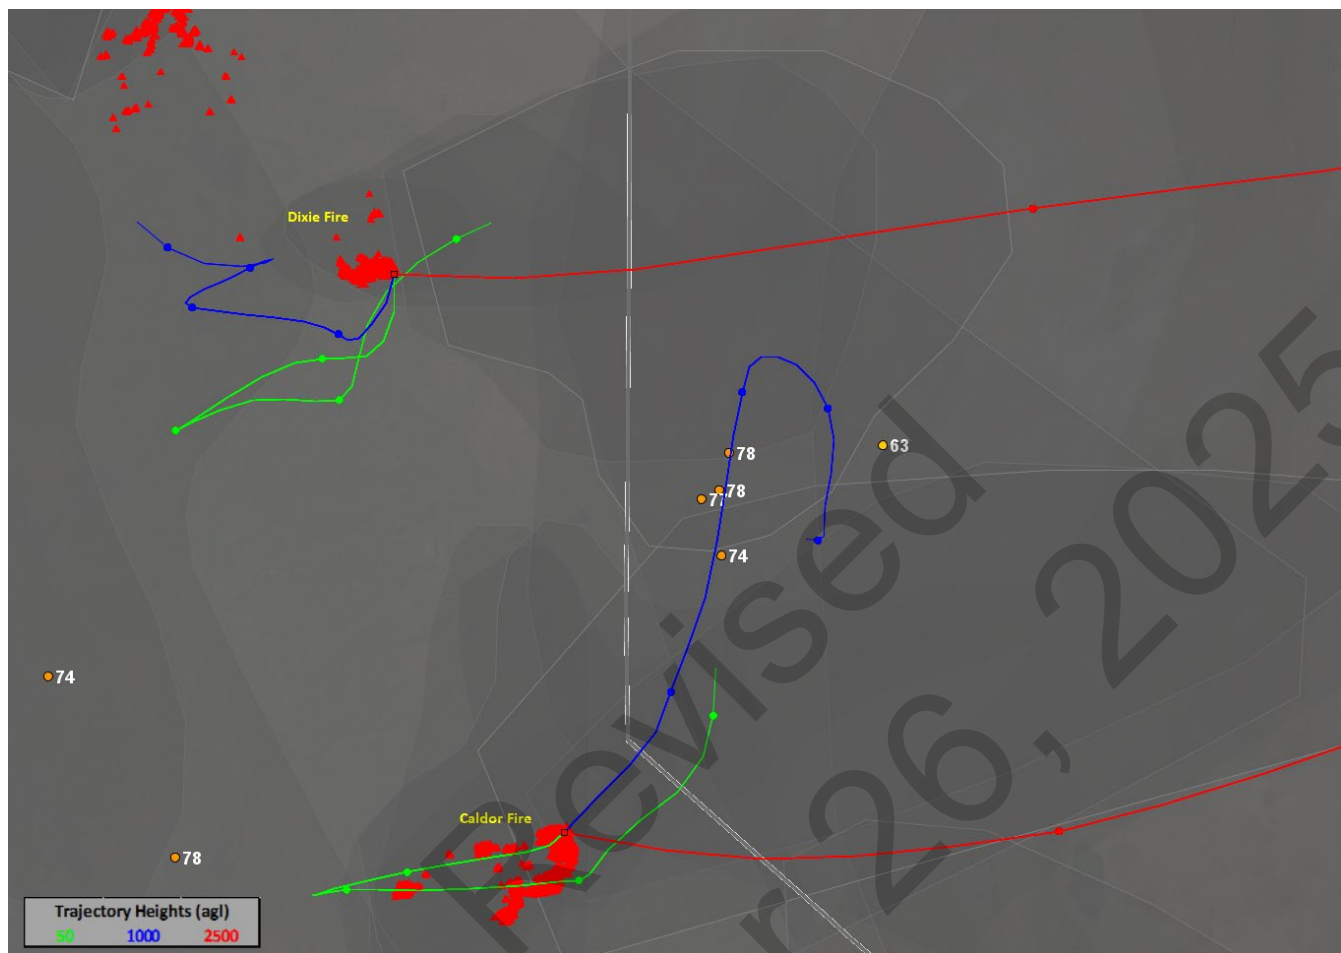 Dixie Fire
63
78
78
74
74
Caldor Fire
78
Trajectory Heights (agl)
50 1000 2500
Revised
26, 2025